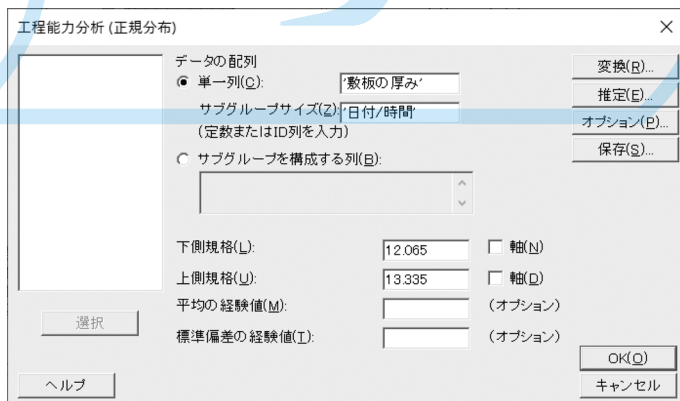 工程能力分析 (正規分布)
データの配列
単一列(C): '敷板の厚み'
サブグループサイズ(Z): '日付/時間'
(定数またはID列を入力)
サブグループを構成する列(B):
変換(R)...
推定(E)...
オプション(P)...
保存(S)...
下側規格(L): 12.065 軸(N)
上側規格(U): 13.335 軸(D)
平均の経験値(M): (オプション)
標準偏差の経験値(T): (オプション)
選択
ヘルプ
OK(O)
キャンセル